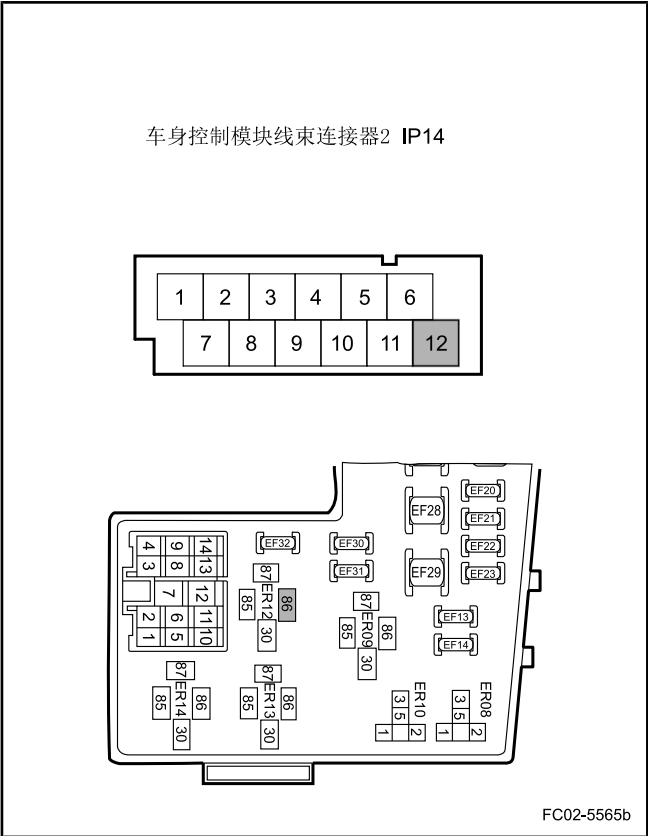 车身控制模块线束连接器2 IP14
1 2 3 4 5 6
7 8 9 10 11 12
EF20
EF28
EF21
EF32 EF30
EF22
EF31
EF29
EF23
4 9 14
3 8 13
7 12
2 6 11
1 5 10
87 ER12 85 86 30
87 ER09 85 86 30
EF13
EF14
87 ER14 85 86 30
87 ER13 85 86 30
ER10 3 5 1 2
ER08 3 5 1 2
FC02-5565b